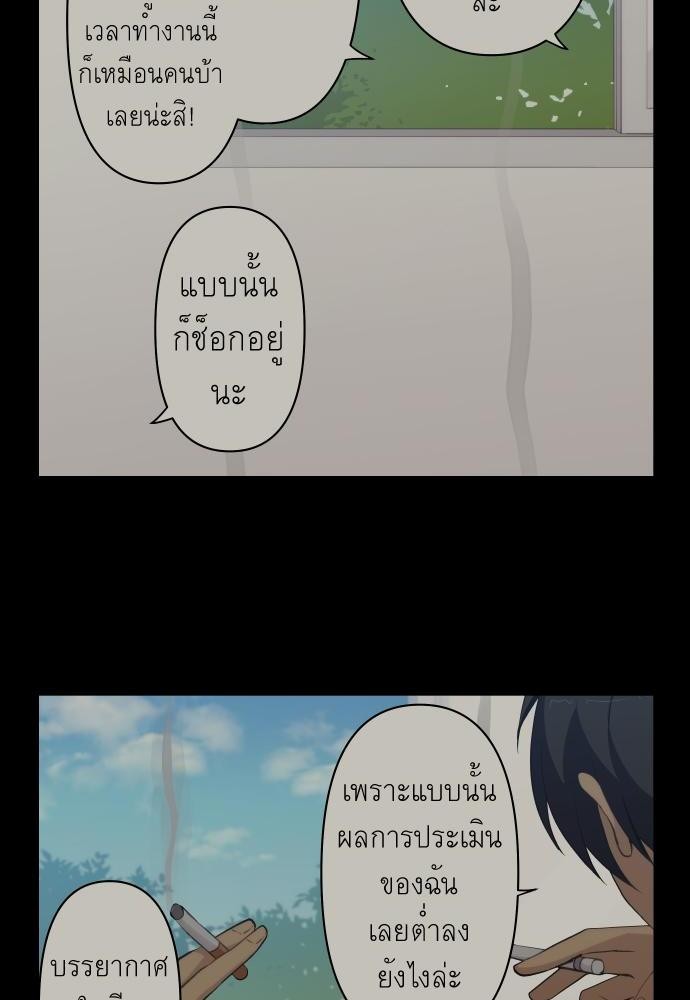 ล่ะ
เวลาทำงานนี้
ก็เหมือนคนบ้า
เลยน่ะสิ!
แบบนั้น
ก็ช็อกอยู่
นะ
เพราะแบบนั้น
ผลการประเมิน
ของฉัน
เลยต่ำลง
ยังไงล่ะ
บรรยากาศ